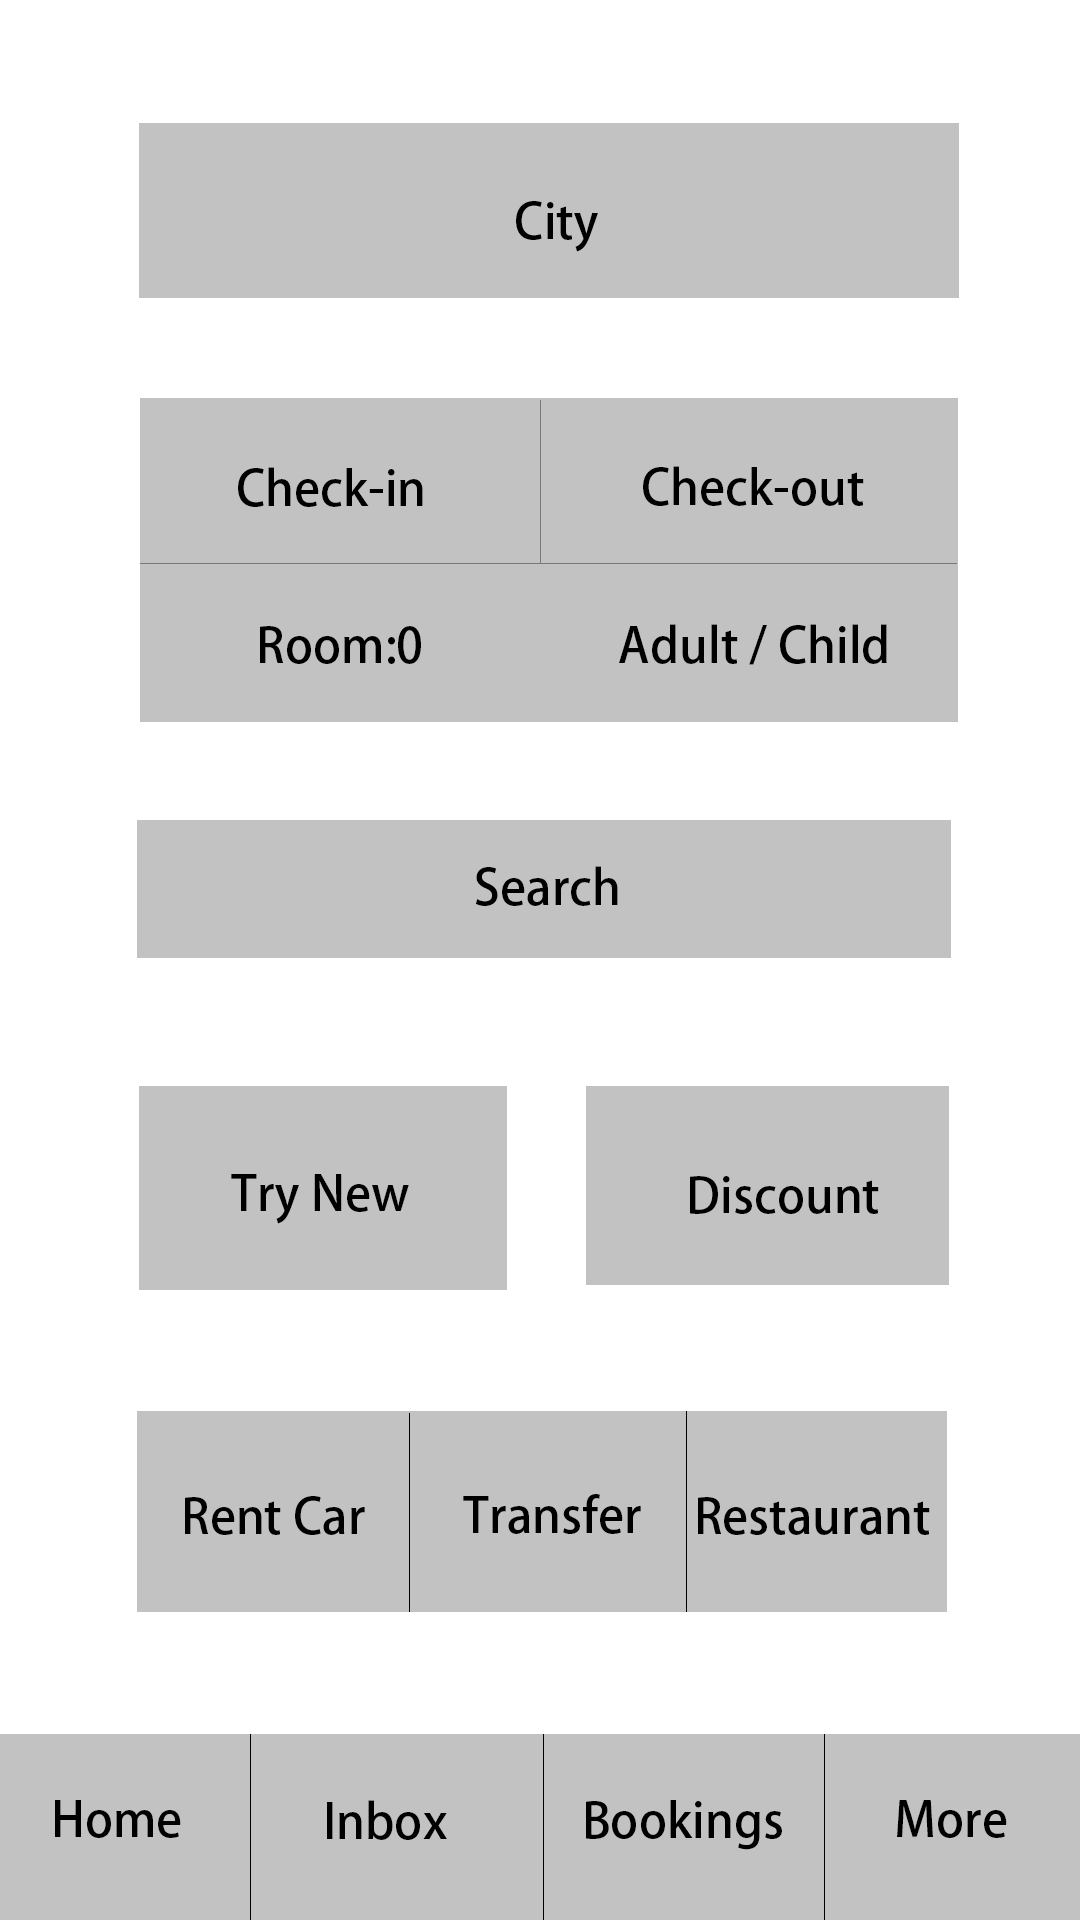 City
Check-in Check-out
Room:0 Adult / Child
Search
Try New Discount
Rent Car Transfer Restaurant
Home Inbox Bookings More